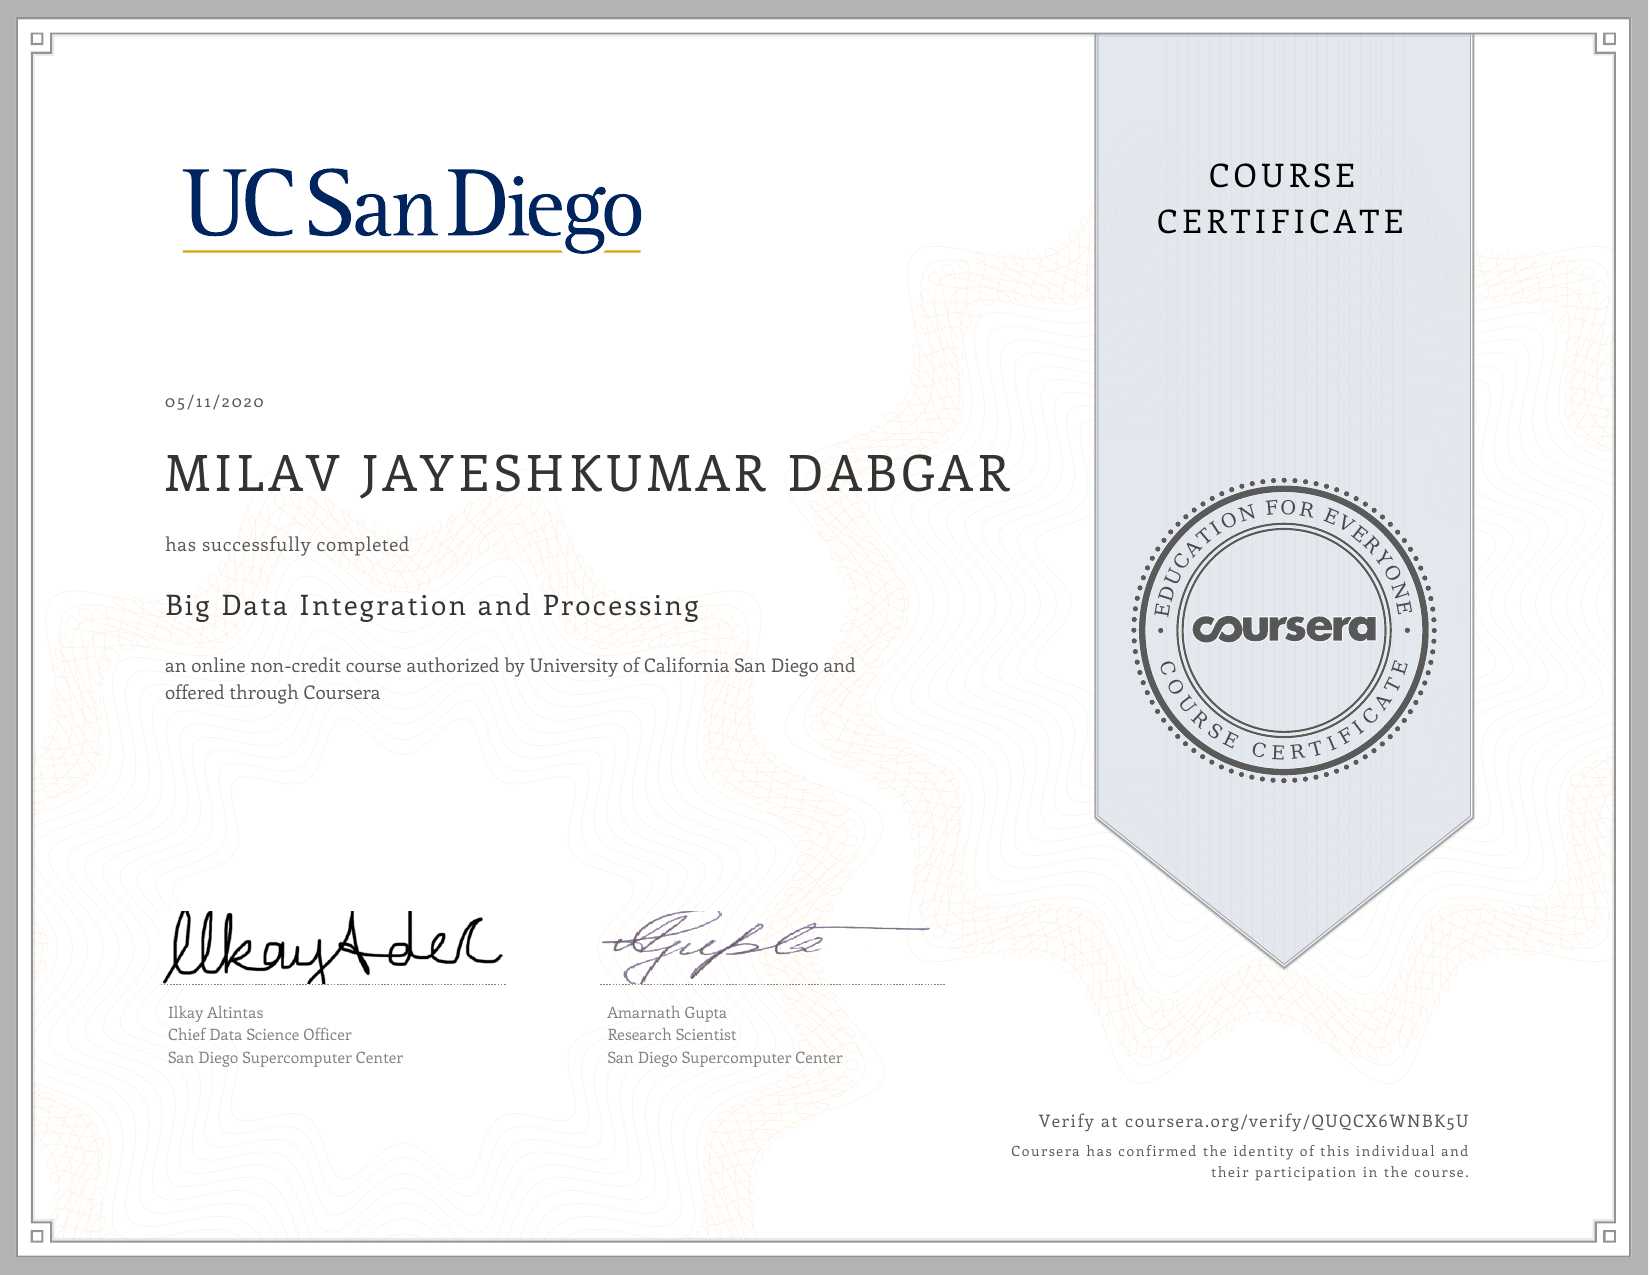 UC San Diego
COURSE
CERTIFICATE
05/11/2020
MILAV JAYESHKUMAR DABGAR
has successfully completed
Big Data Integration and Processing
an online non-credit course authorized by University of California San Diego and
offered through Coursera
EDUCATION FOR EVERYONE
coursera
COURSE CERTIFICATE
Ilkay Altintas
Chief Data Science Officer
San Diego Supercomputer Center
AGupta
Amarnath Gupta
Research Scientist
San Diego Supercomputer Center
Verify at coursera.org/verify/QUQCX6WNBK5U
Coursera has confirmed the identity of this individual and
their participation in the course.